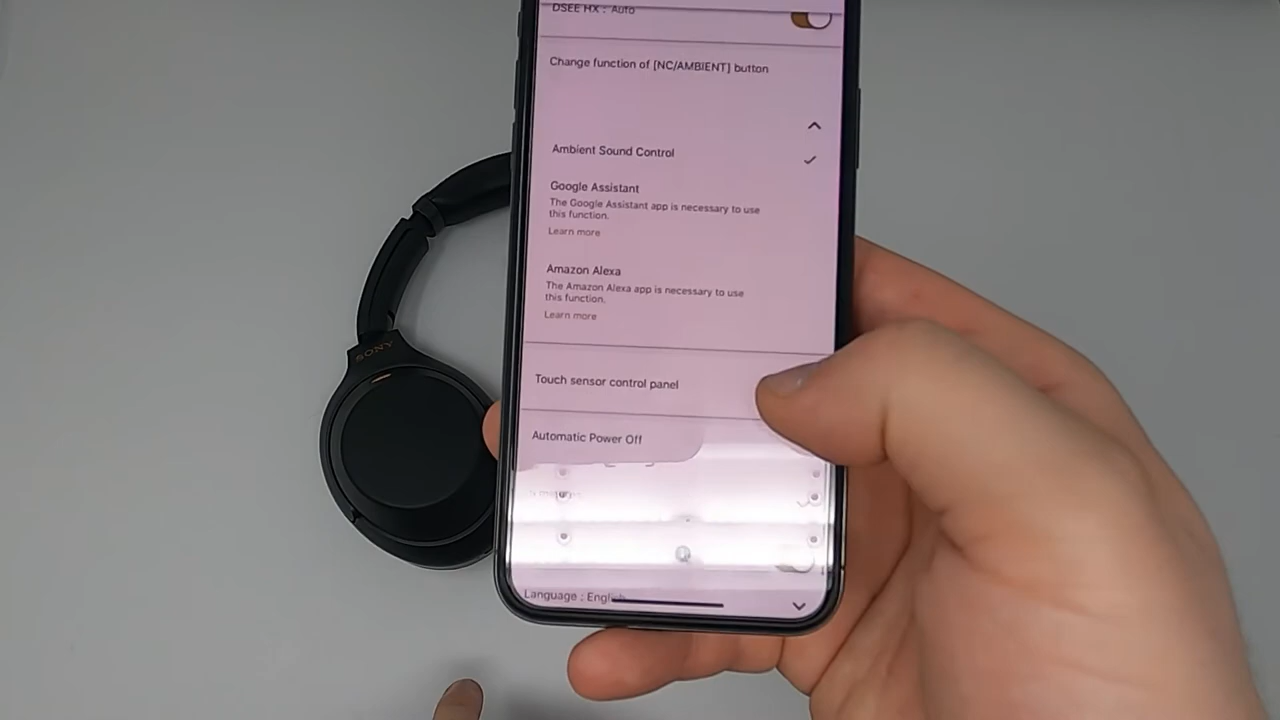 DSEE HX : Auto
Change function of [NC/AMBIENT] button
Ambient Sound Control
Google Assistant
The Google Assistant app is necessary to use
this function.
Learn more
Amazon Alexa
The Amazon Alexa app is necessary to use
this function.
Learn more
SONY
Touch sensor control panel
Automatic Power Off
Language : English